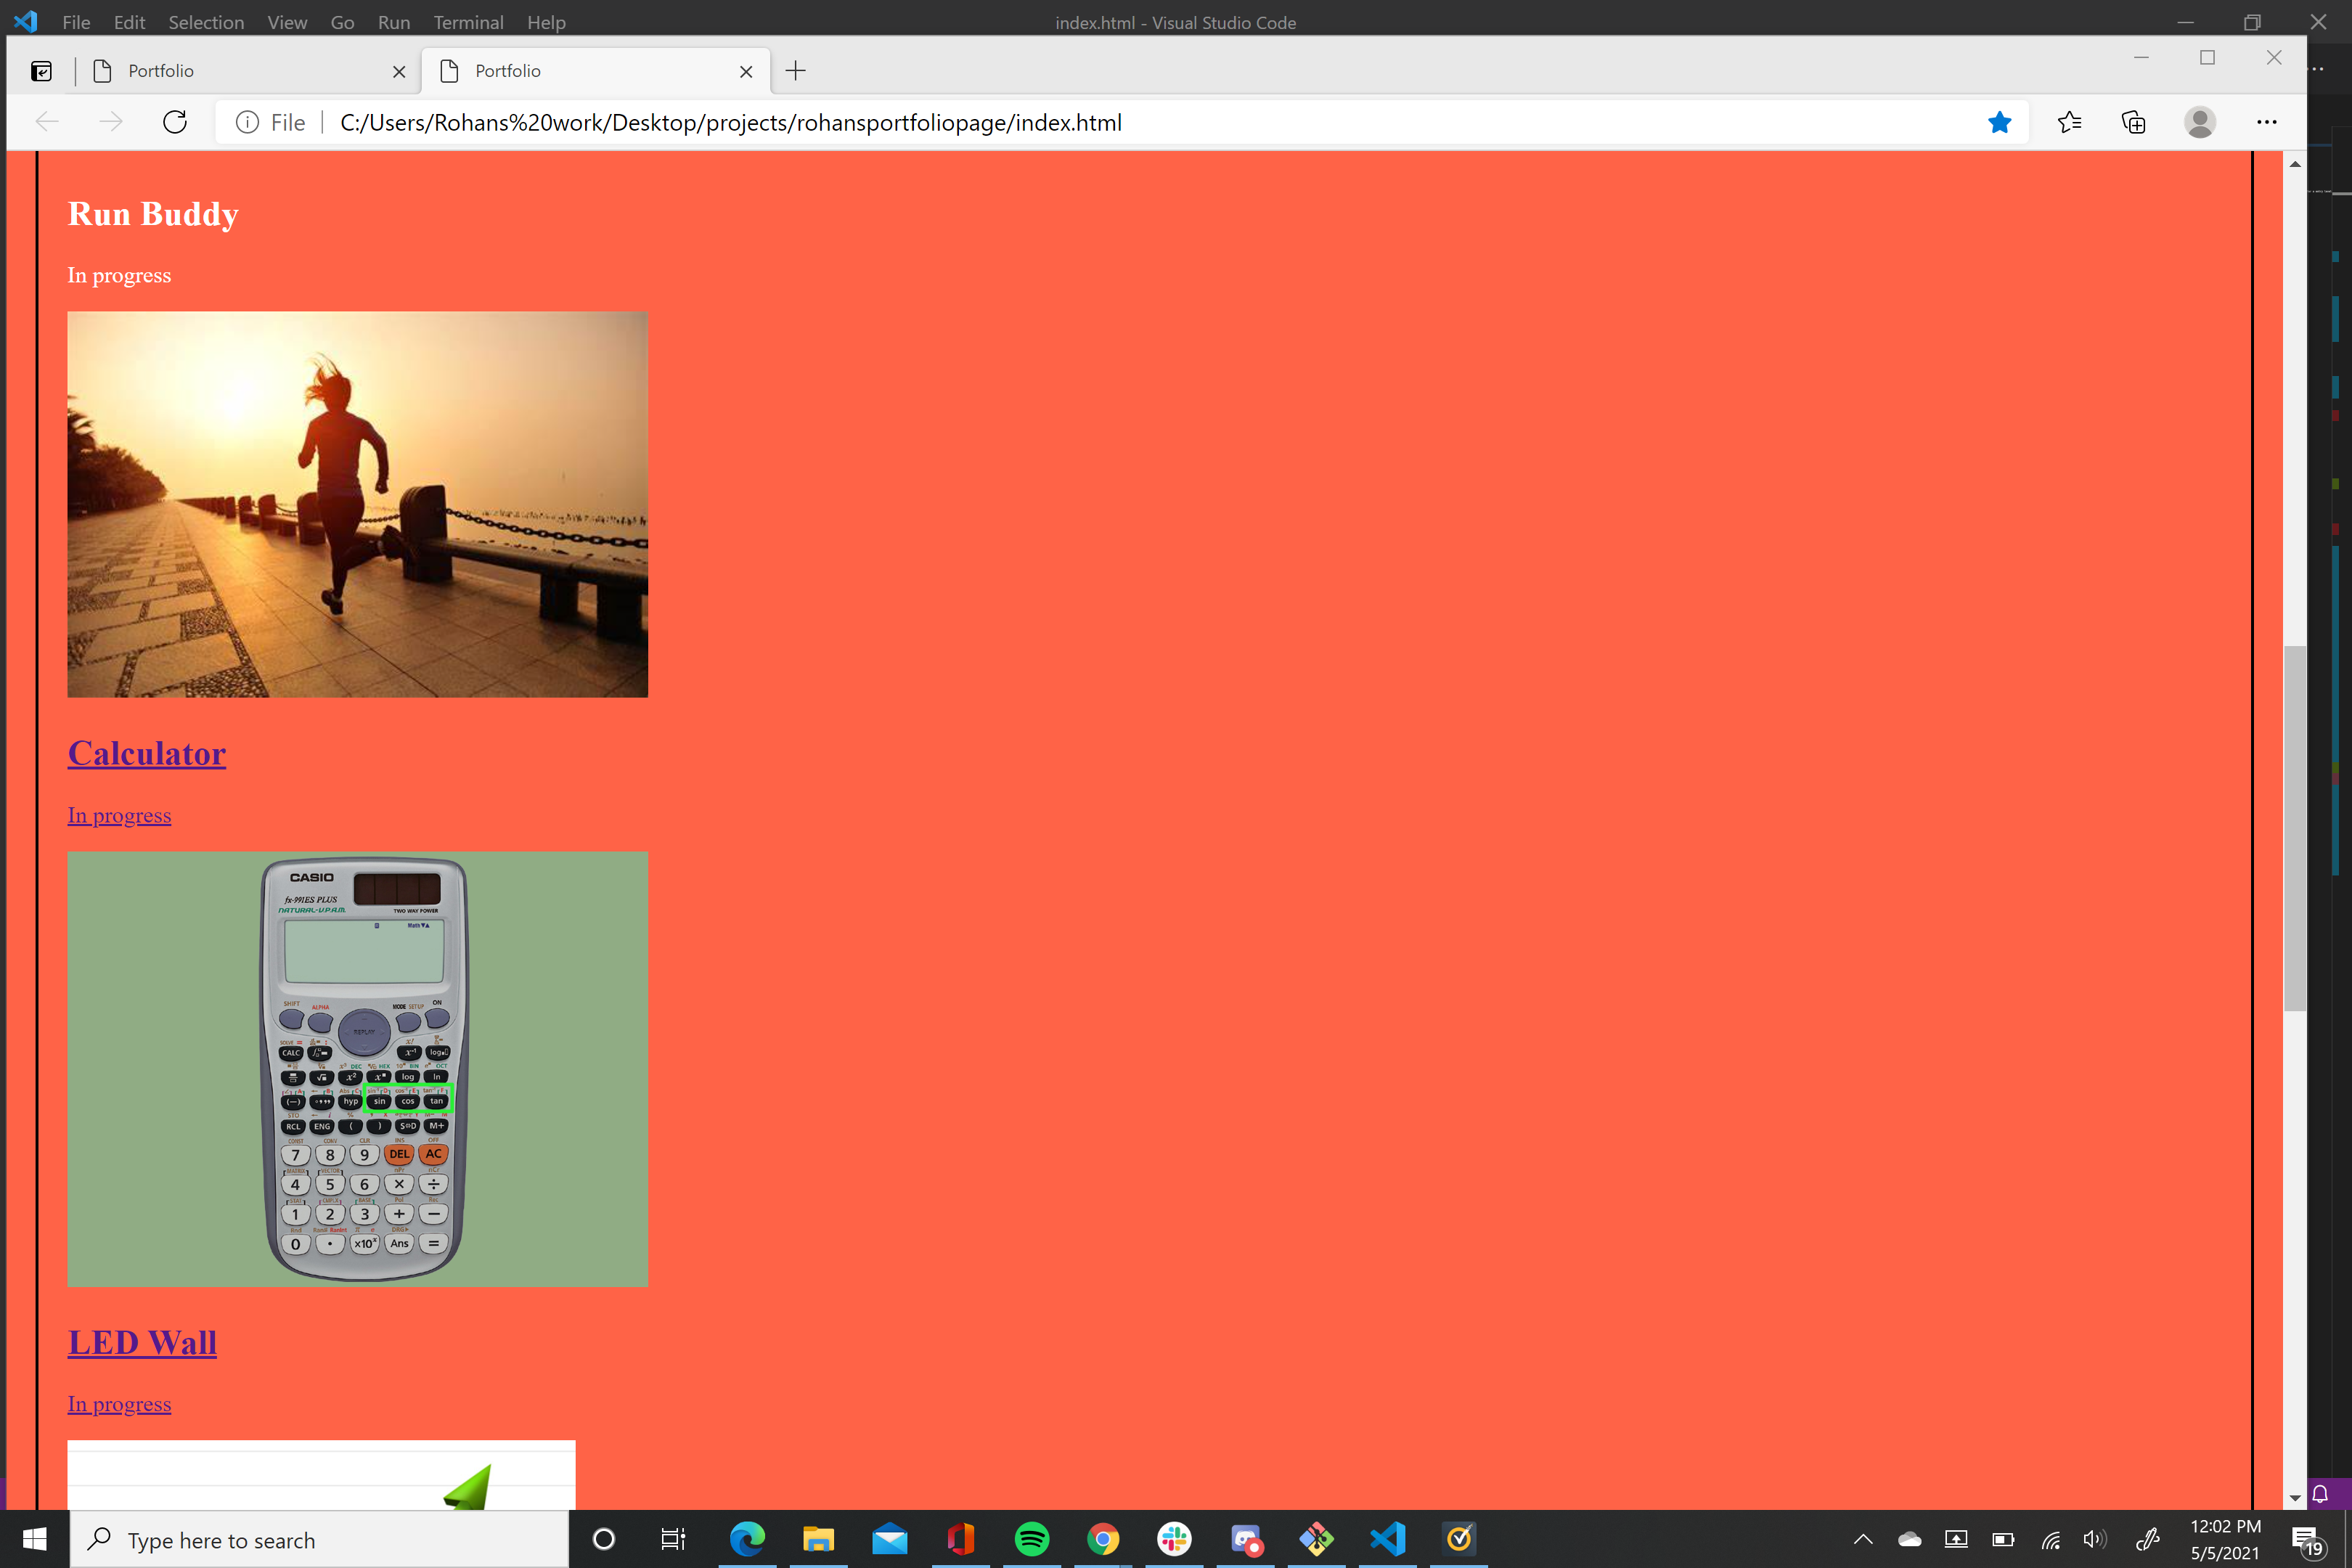 File Edit Selection View Go Run Terminal Help
index.html - Visual Studio Code
Portfolio
Portfolio
File C:/Users/Rohans%20work/Desktop/projects/rohansportfoliopage/index.html
Run Buddy
In progress
Calculator
In progress
CASIO
fx-991ES PLUS
NATURAL-V.P.A.M.
TWO WAY POWER
Math▼▲
SHIFT ALPHA MODE SETUP ON
REPLAY
CALC
log ln
hyp sin cos tan
RCL ENG ( ) S⇔D M+
7 8 9 DEL AC
4 5 6 × ÷
1 2 3 + −
0 . ×10ˣ Ans =
LED Wall
In progress
Type here to search
12:02 PM
5/5/2021
19